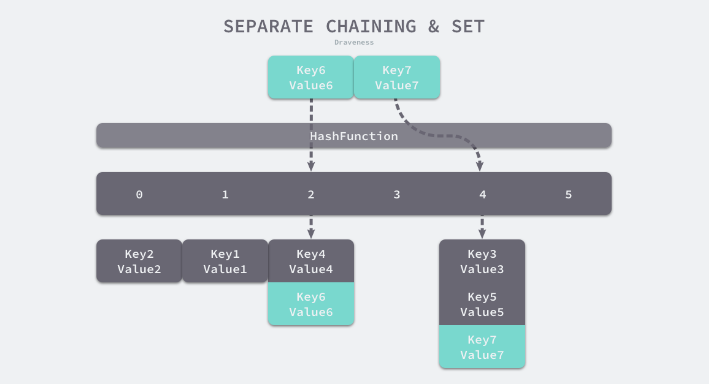 SEPARATE CHAINING & SET
Draveness
Key6 Key7
Value6 Value7
HashFunction
0 1 2 3 4 5
Key2 Key1 Key4 Key3
Value2 Value1 Value4 Value3
Key6 Key5
Value6 Value5
Key7
Value7